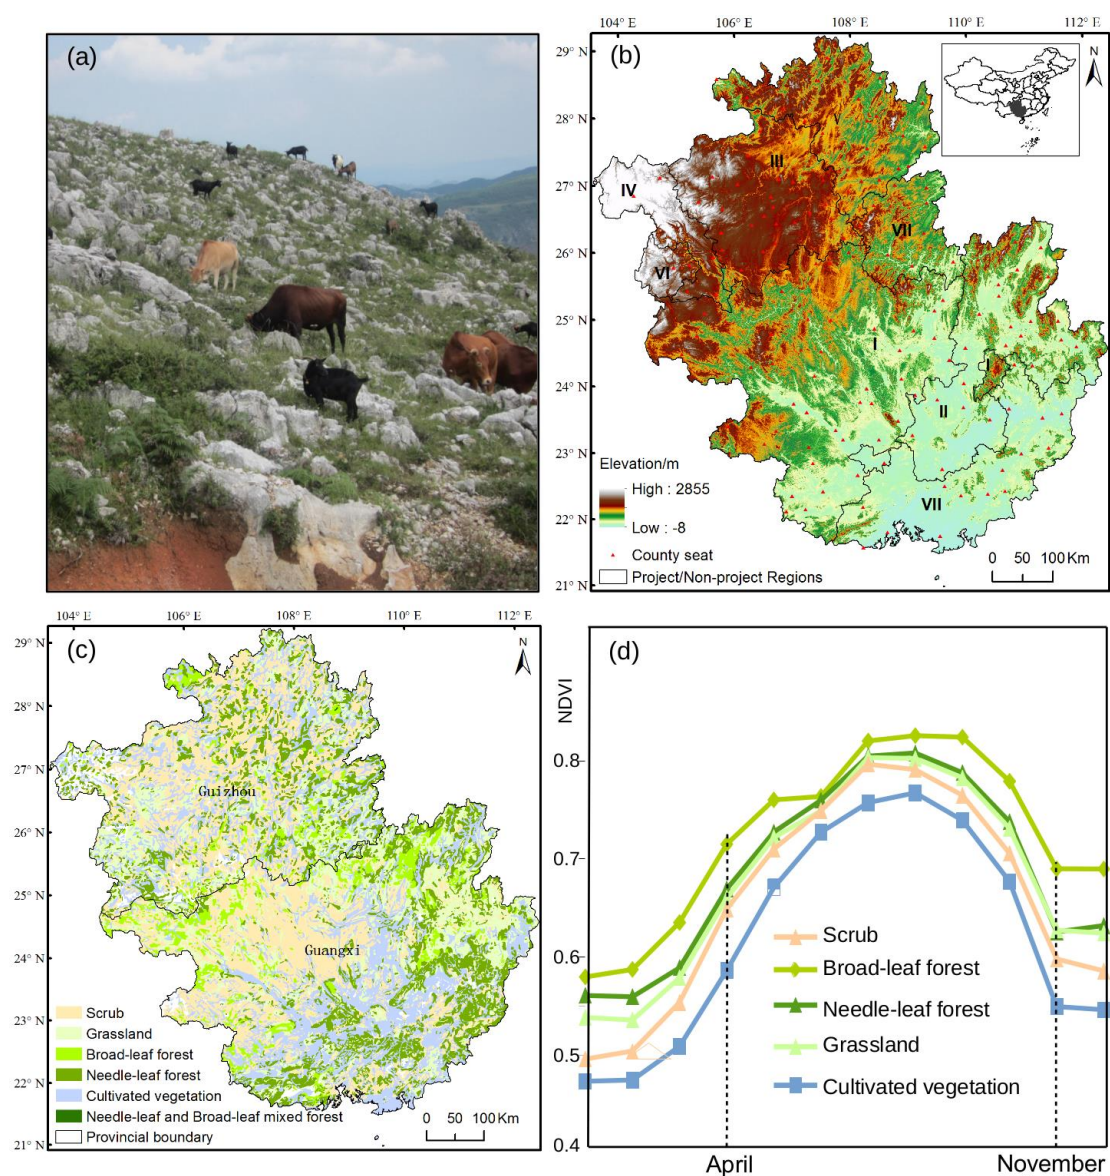 (a)
104° E
106° E
108° E
110° E
112° E
(b)
N
29° N
28° N
27° N
26° N
25° N
24° N
23° N
22° N
21° N
V
III
IV
VII
VI
I
I
II
VII
Elevation/m
High : 2855
Low : -8
County seat
Project/Non-project Regions
0 50 100 Km
104° E
106° E
108° E
110° E
112° E
(c)
N
29° N
28° N
27° N
26° N
25° N
24° N
23° N
22° N
21° N
Guizhou
Guangxi
Scrub
Grassland
Broad-leaf forest
Needle-leaf forest
Cultivated vegetation
Needle-leaf and Broad-leaf mixed forest
Provincial boundary
0 50 100 Km
(d)
NDVI
0.8
0.7
0.6
0.5
0.4
Scrub
Broad-leaf forest
Needle-leaf forest
Grassland
Cultivated vegetation
April
November